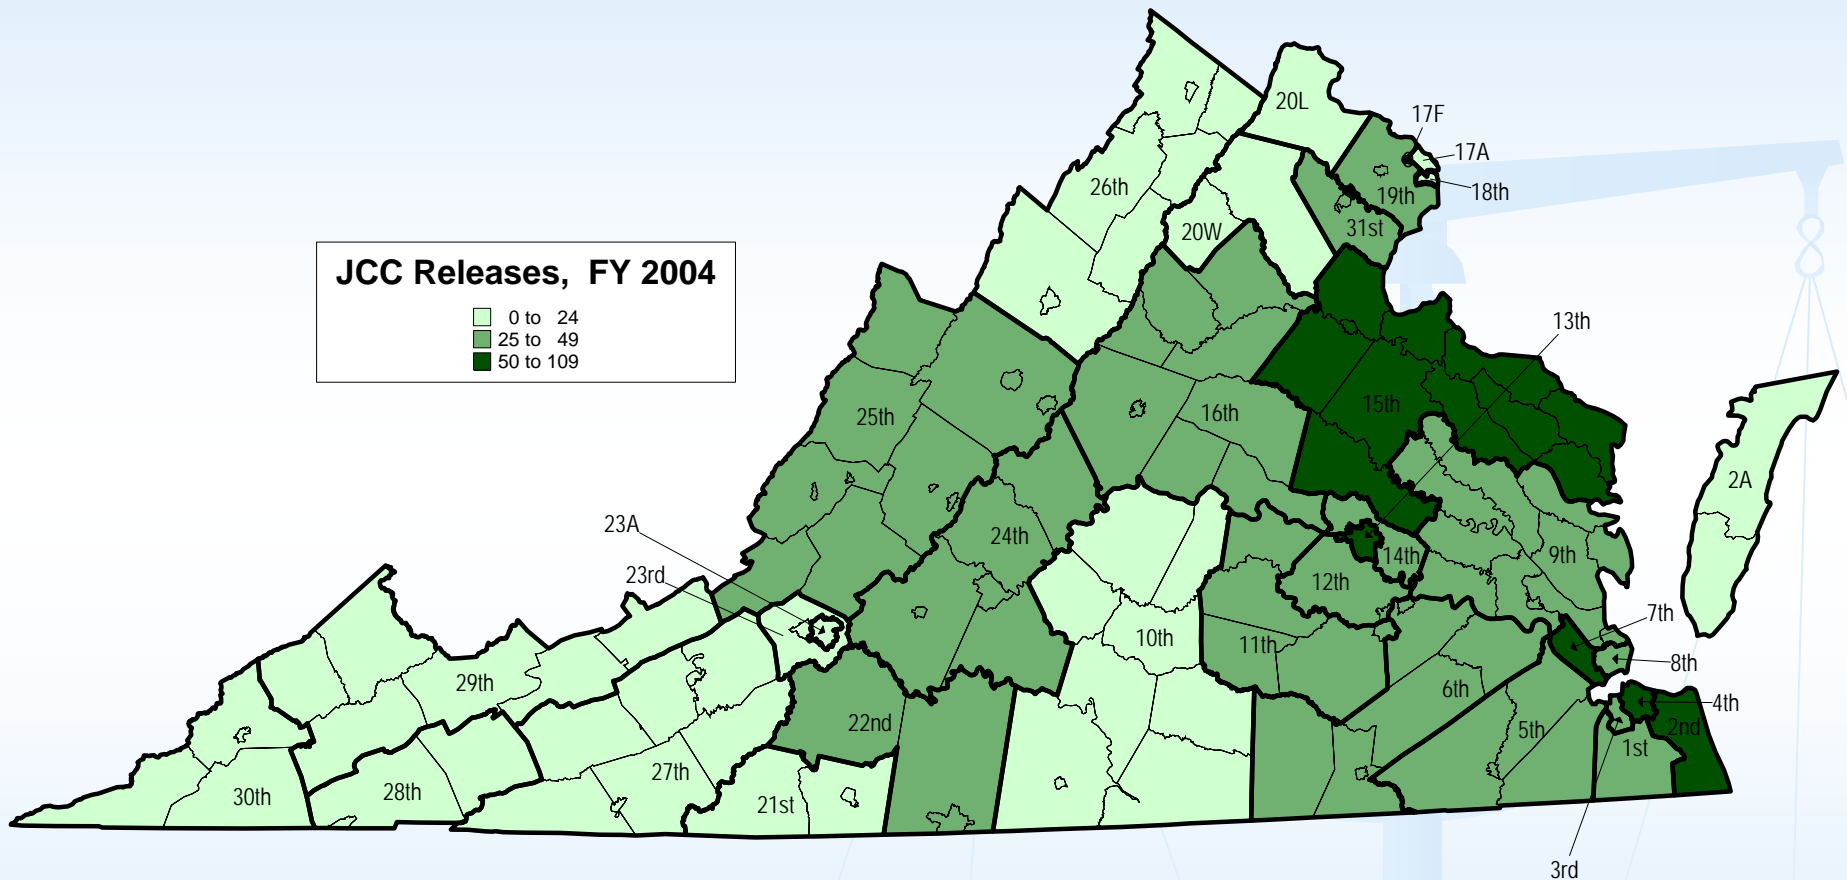 20L
17F
17A
26th
19th
18th
20W
31st
JCC Releases, FY 2004
0 to 24
25 to 49
50 to 109
13th
25th
16th
15th
2A
23A
24th
14th
9th
23rd
12th
7th
10th
11th
8th
29th
6th
4th
22nd
5th
2nd
1st
27th
30th
28th
21st
3rd